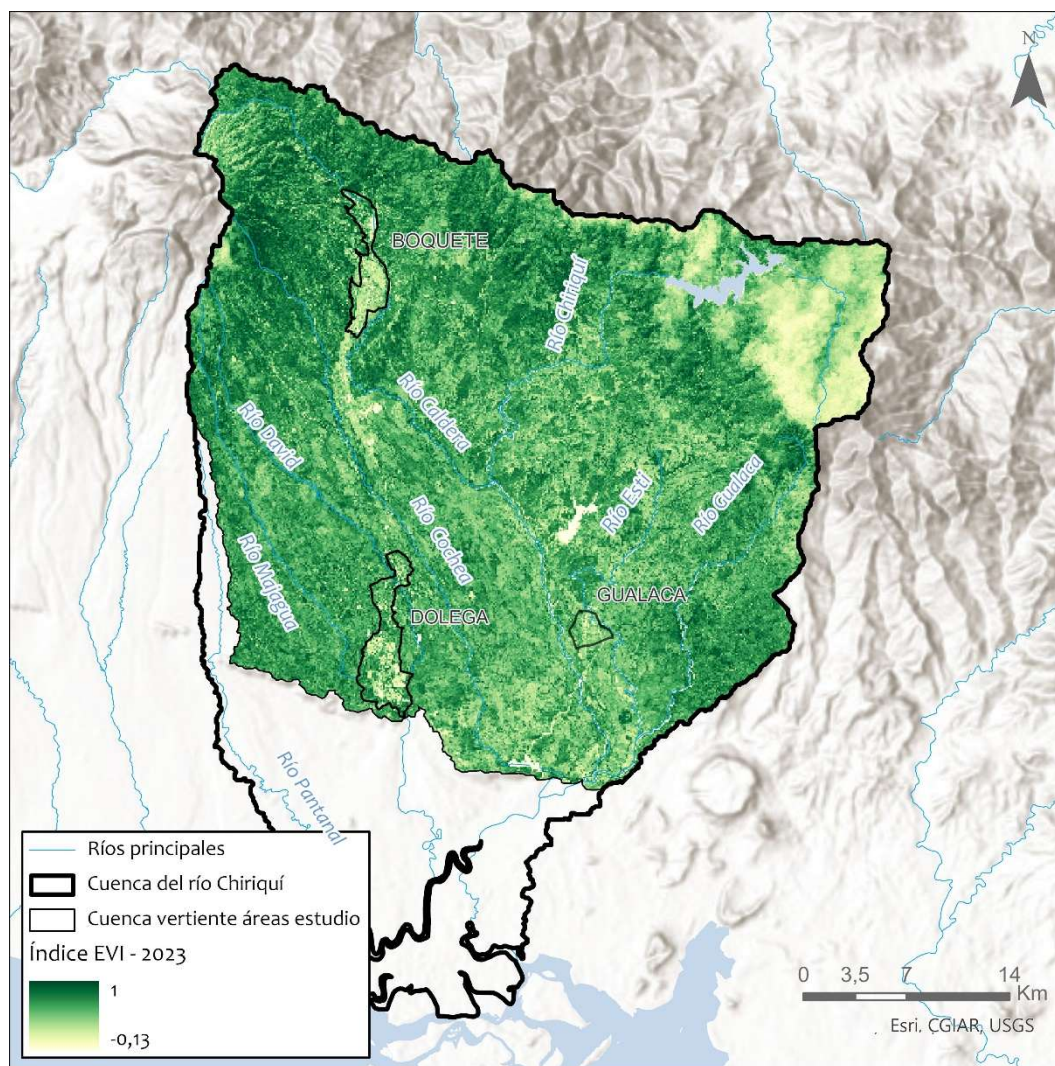 N
BOQUETE
Río Chiriquí
Río Caldera
Río David
Río Estí
Río Gualaca
Río Cochea
Río Majagua
GUALACA
DOLEGA
Río Pantanal
Ríos principales
Cuenca del río Chiriquí
Cuenca vertiente áreas estudio
Índice EVI - 2023
1
-0,13
0 3,5 7 14
Km
Esri, CGIAR, USGS